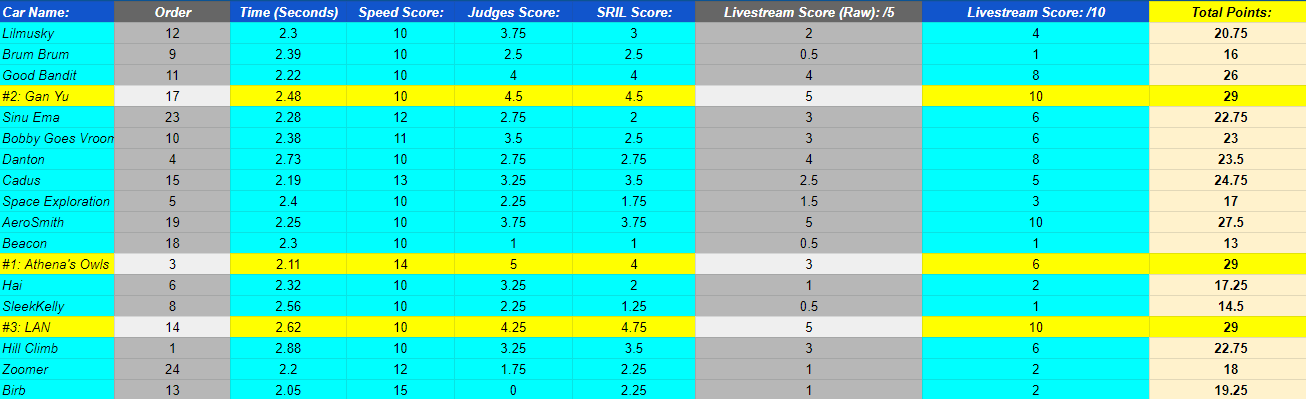 Car Name: Order Time (Seconds) Speed Score: Judges Score: SRIL Score: Livestream Score (Raw): /5 Livestream Score: /10 Total Points:
Lilmusky 12 2.3 10 3.75 3 2 4 20.75
Brum Brum 9 2.39 10 2.5 2.5 0.5 1 16
Good Bandit 11 2.22 10 4 4 4 8 26
#2: Gan Yu 17 2.48 10 4.5 4.5 5 10 29
Sinu Ema 23 2.28 12 2.75 2 3 6 22.75
Bobby Goes Vroom 10 2.38 11 3.5 2.5 3 6 23
Danton 4 2.73 10 2.75 2.75 4 8 23.5
Cadus 15 2.19 13 3.25 3.5 2.5 5 24.75
Space Exploration 5 2.4 10 2.25 1.75 1.5 3 17
AeroSmith 19 2.25 10 3.75 3.75 5 10 27.5
Beacon 18 2.3 10 1 1 0.5 1 13
#1: Athena's Owls 3 2.11 14 5 4 3 6 29
Hai 6 2.32 10 3.25 2 1 2 17.25
SleekKelly 8 2.56 10 2.25 1.25 0.5 1 14.5
#3: LAN 14 2.62 10 4.25 4.75 5 10 29
Hill Climb 1 2.88 10 3.25 3.5 3 6 22.75
Zoomer 24 2.2 12 1.75 2.25 1 2 18
Birb 13 2.05 15 0 2.25 1 2 19.25